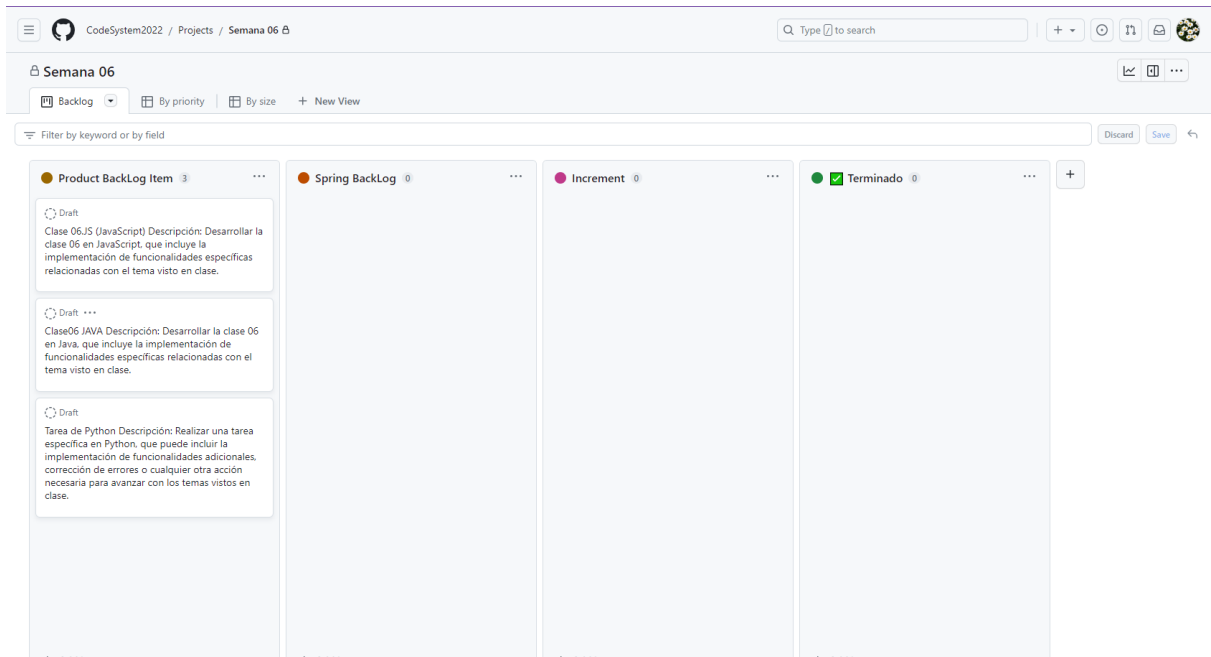 CodeSystem2022 / Projects / Semana 06
Type / to search
Semana 06
Backlog
By priority
By size
+ New View
Filter by keyword or by field
Discard
Save
Product BackLog Item 3
Draft
Clase 06.JS (JavaScript) Descripción: Desarrollar la
clase 06 en JavaScript, que incluye la
implementación de funcionalidades específicas
relacionadas con el tema visto en clase.
Draft
Clase06 JAVA Descripción: Desarrollar la clase 06
en Java, que incluye la implementación de
funcionalidades específicas relacionadas con el
tema visto en clase.
Draft
Tarea de Python Descripción: Realizar una tarea
específica en Python, que puede incluir la
implementación de funcionalidades adicionales,
corrección de errores o cualquier otra acción
necesaria para avanzar con los temas vistos en
clase.
Spring BackLog 0
Increment 0
✅ Terminado 0